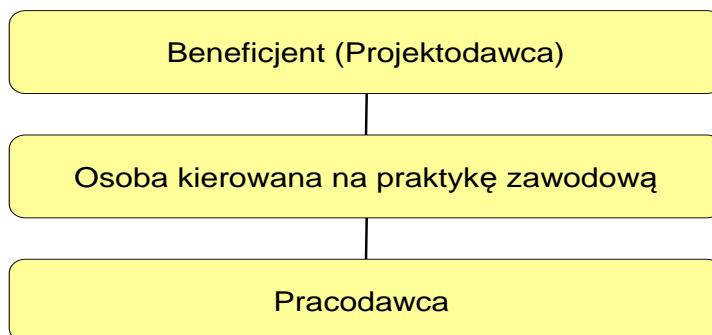 Beneficjent (Projektodawca)
Osoba kierowana na praktykę zawodową
Pracodawca